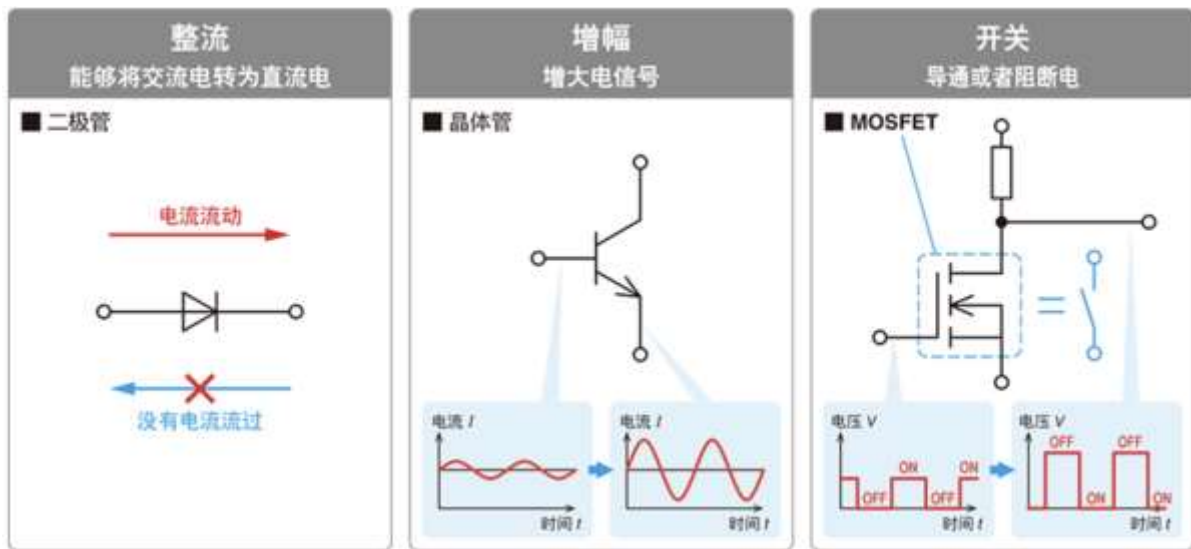 整流
能够将交流电转为直流电
■ 二极管
电流流动
没有电流流过
增幅
增大电信号
■ 晶体管
电流 I
时间 t
电流 I
时间 t
开关
导通或者阻断电
■ MOSFET
电压 V
ON
ON
OFF
OFF
时间 t
电压 V
OFF
OFF
ON
ON
时间 t